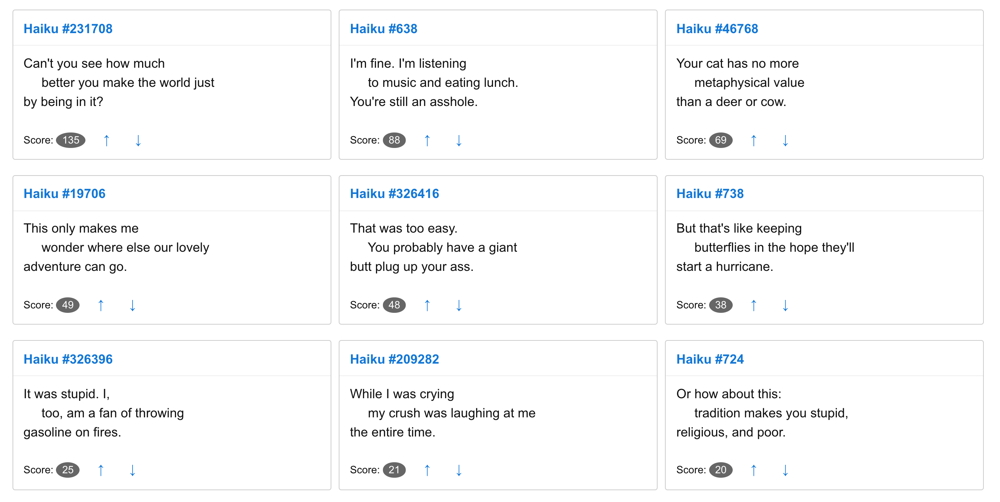 Haiku #231708
Can't you see how much
better you make the world just
by being in it?
Score: 135 ↑ ↓
Haiku #638
I'm fine. I'm listening
to music and eating lunch.
You're still an asshole.
Score: 88 ↑ ↓
Haiku #46768
Your cat has no more
metaphysical value
than a deer or cow.
Score: 69 ↑ ↓
Haiku #19706
This only makes me
wonder where else our lovely
adventure can go.
Score: 49 ↑ ↓
Haiku #326416
That was too easy.
You probably have a giant
butt plug up your ass.
Score: 48 ↑ ↓
Haiku #738
But that's like keeping
butterflies in the hope they'll
start a hurricane.
Score: 38 ↑ ↓
Haiku #326396
It was stupid. I,
too, am a fan of throwing
gasoline on fires.
Score: 25 ↑ ↓
Haiku #209282
While I was crying
my crush was laughing at me
the entire time.
Score: 21 ↑ ↓
Haiku #724
Or how about this:
tradition makes you stupid,
religious, and poor.
Score: 20 ↑ ↓